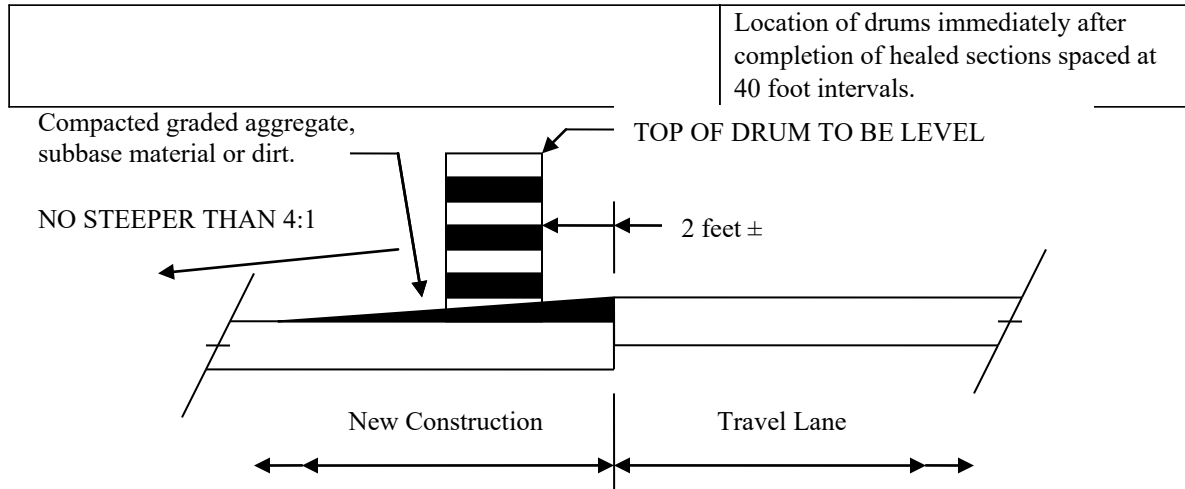 Location of drums immediately after
completion of healed sections spaced at
40 foot intervals.
Compacted graded aggregate,
subbase material or dirt.
TOP OF DRUM TO BE LEVEL
NO STEEPER THAN 4:1
2 feet ±
New Construction
Travel Lane